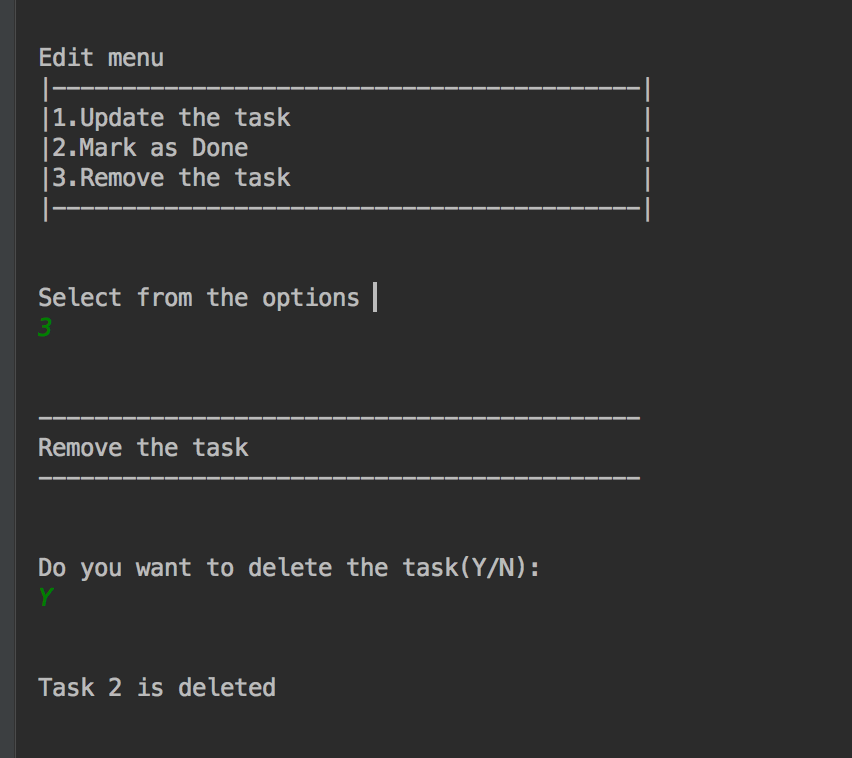 Edit menu
|------------------------------------------|
|1.Update the task                         |
|2.Mark as Done                            |
|3.Remove the task                         |
|------------------------------------------|
Select from the options |
3
-------------------------------------------
Remove the task
-------------------------------------------
Do you want to delete the task(Y/N):
Y
Task 2 is deleted